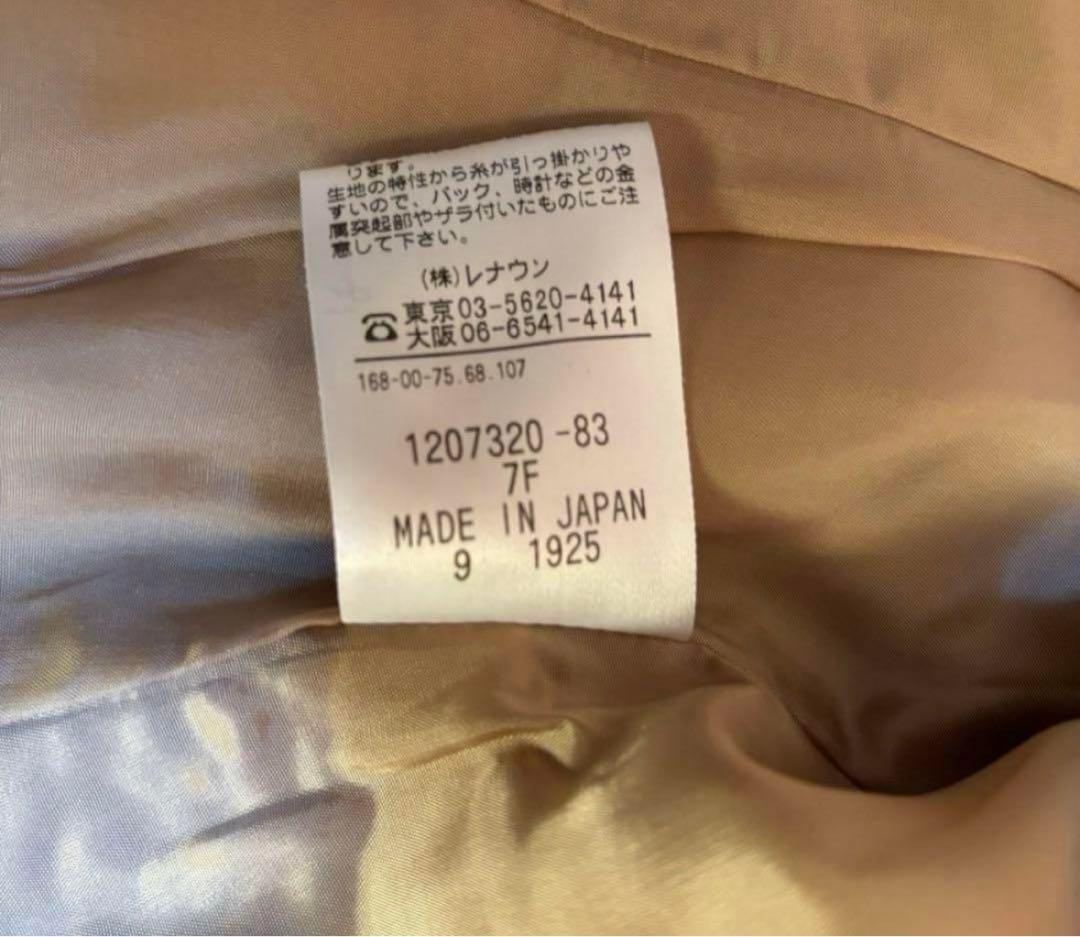 ります。
生地の特性から糸が引っ掛かりや
すいので、バック、時計などの金
属突起部やザラ付いたものにご注
意して下さい。
(株)レナウン
☎東京03-5620-4141
大阪06-6541-4141
168-00-75.68.107
1207320-83
7F
MADE IN JAPAN
9 1925